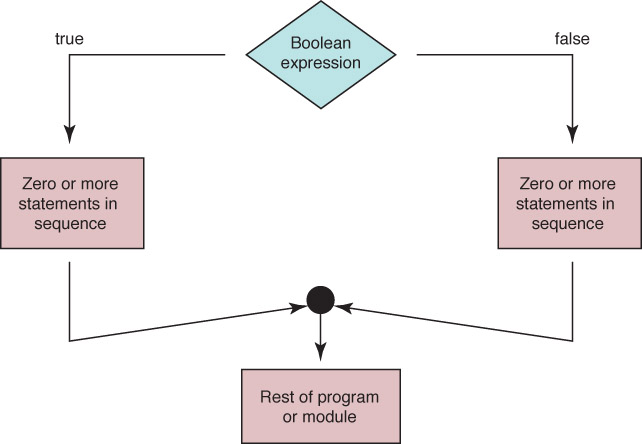 true
Boolean
expression
false
Zero or more
statements in
sequence
Zero or more
statements in
sequence
Rest of program
or module